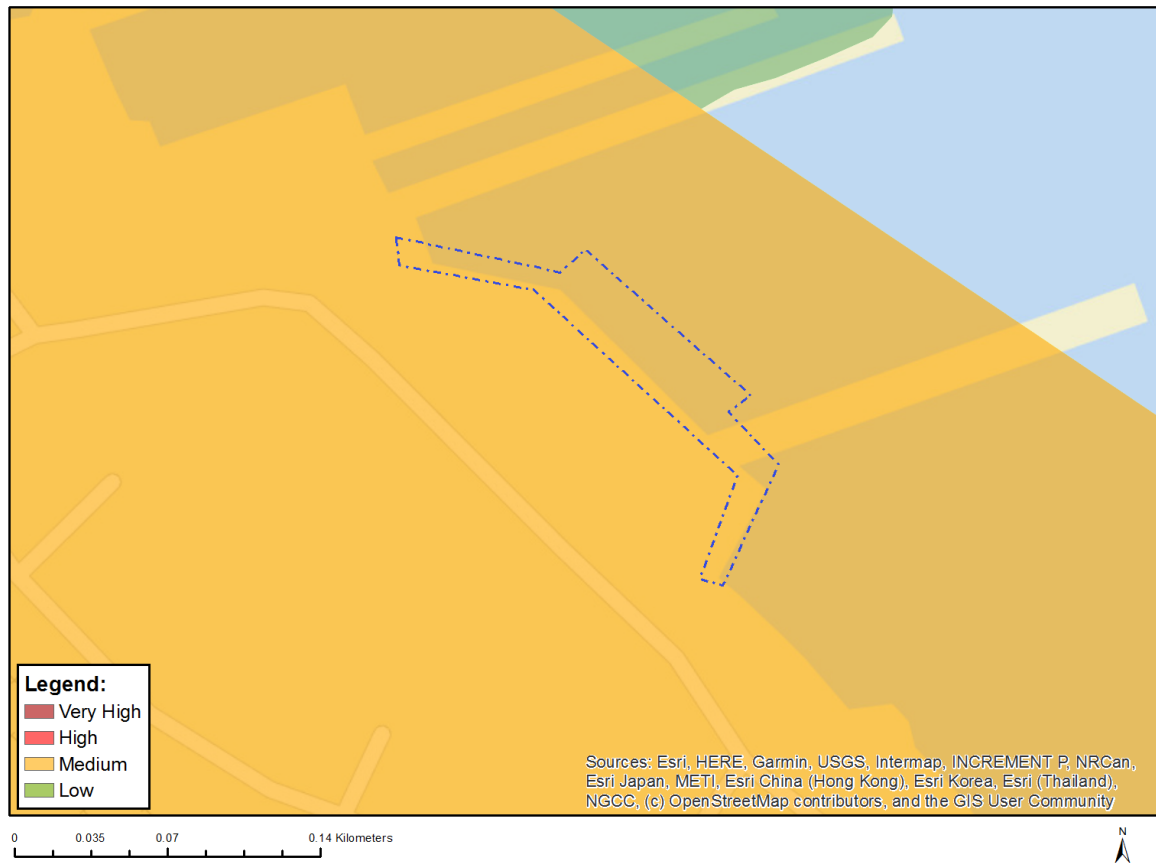 Legend:
Very High
High
Medium
Low
Sources: Esri, HERE, Garmin, USGS, Intermap, INCREMENT P, NRCan,
Esri Japan, METI, Esri China (Hong Kong), Esri Korea, Esri (Thailand),
NGCC, (c) OpenStreetMap contributors, and the GIS User Community
0 0.035 0.07 0.14 Kilometers
N